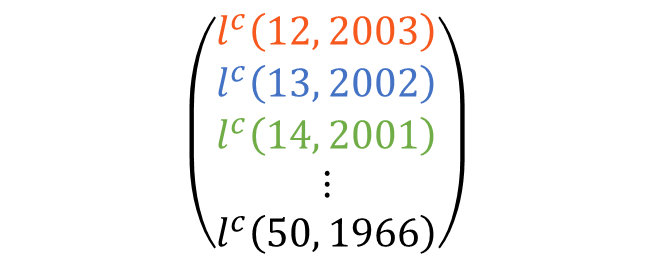 l^c(12, 2003)
l^c(13, 2002)
l^c(14, 2001)
⋮
l^c(50, 1966)